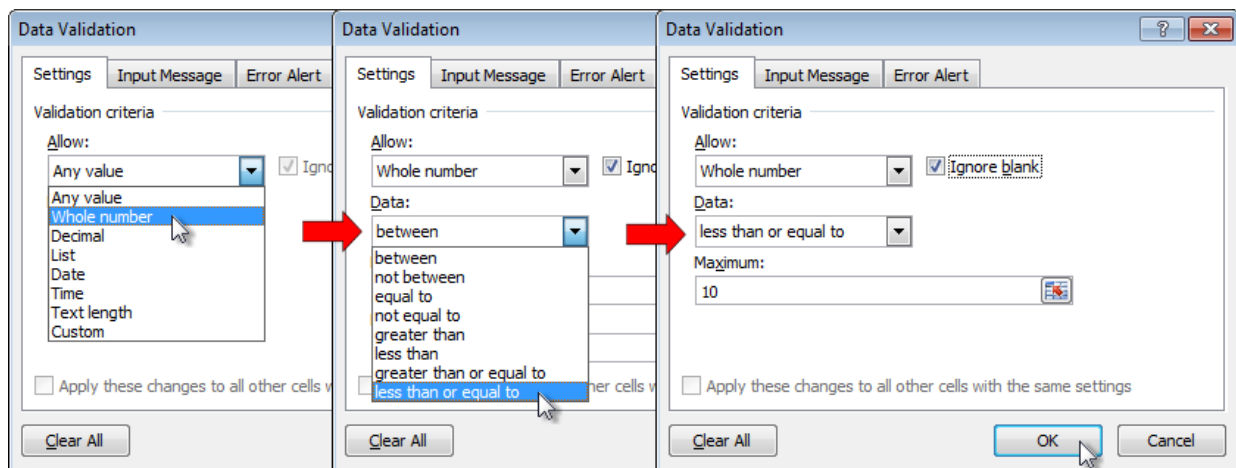 Data Validation
Settings Input Message Error Alert
Validation criteria
Allow:
Any value Igno
Any value
Whole number
Decimal
List
Date
Time
Text length
Custom
Apply these changes to all other cells w
Clear All
Data Validation
Settings Input Message Error Alert
Validation criteria
Allow:
Whole number Igno
Data:
between
between
not between
equal to
not equal to
greater than
less than
greater than or equal to
less than or equal to
her cells w
Clear All
Data Validation
Settings Input Message Error Alert
Validation criteria
Allow:
Whole number Ignore blank
Data:
less than or equal to
Maximum:
10
Apply these changes to all other cells with the same settings
Clear All OK Cancel